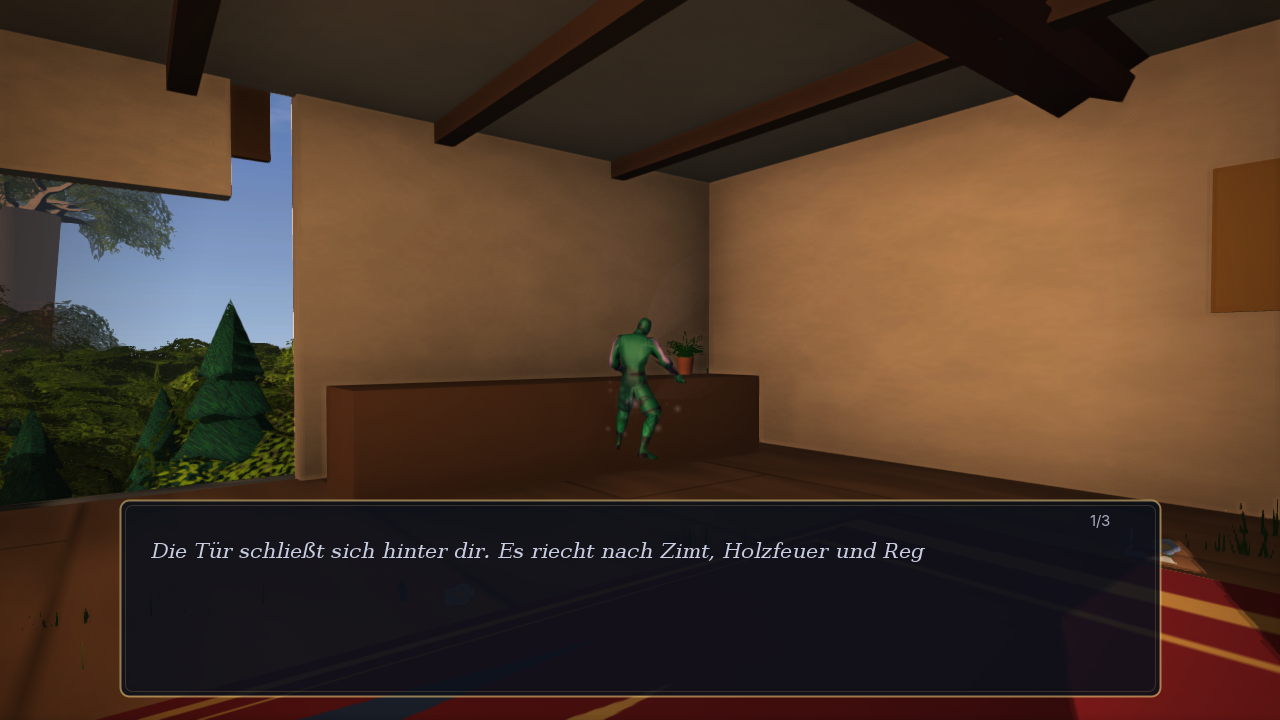 1/3
Die Tür schließt sich hinter dir. Es riecht nach Zimt, Holzfeuer und Reg